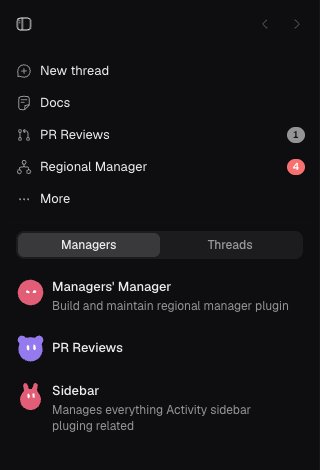 New thread
Docs
PR Reviews
1
Regional Manager
4
More
Managers
Threads
Managers' Manager
Build and maintain regional manager plugin
PR Reviews
Sidebar
Manages everything Activity sidebar
pluging related